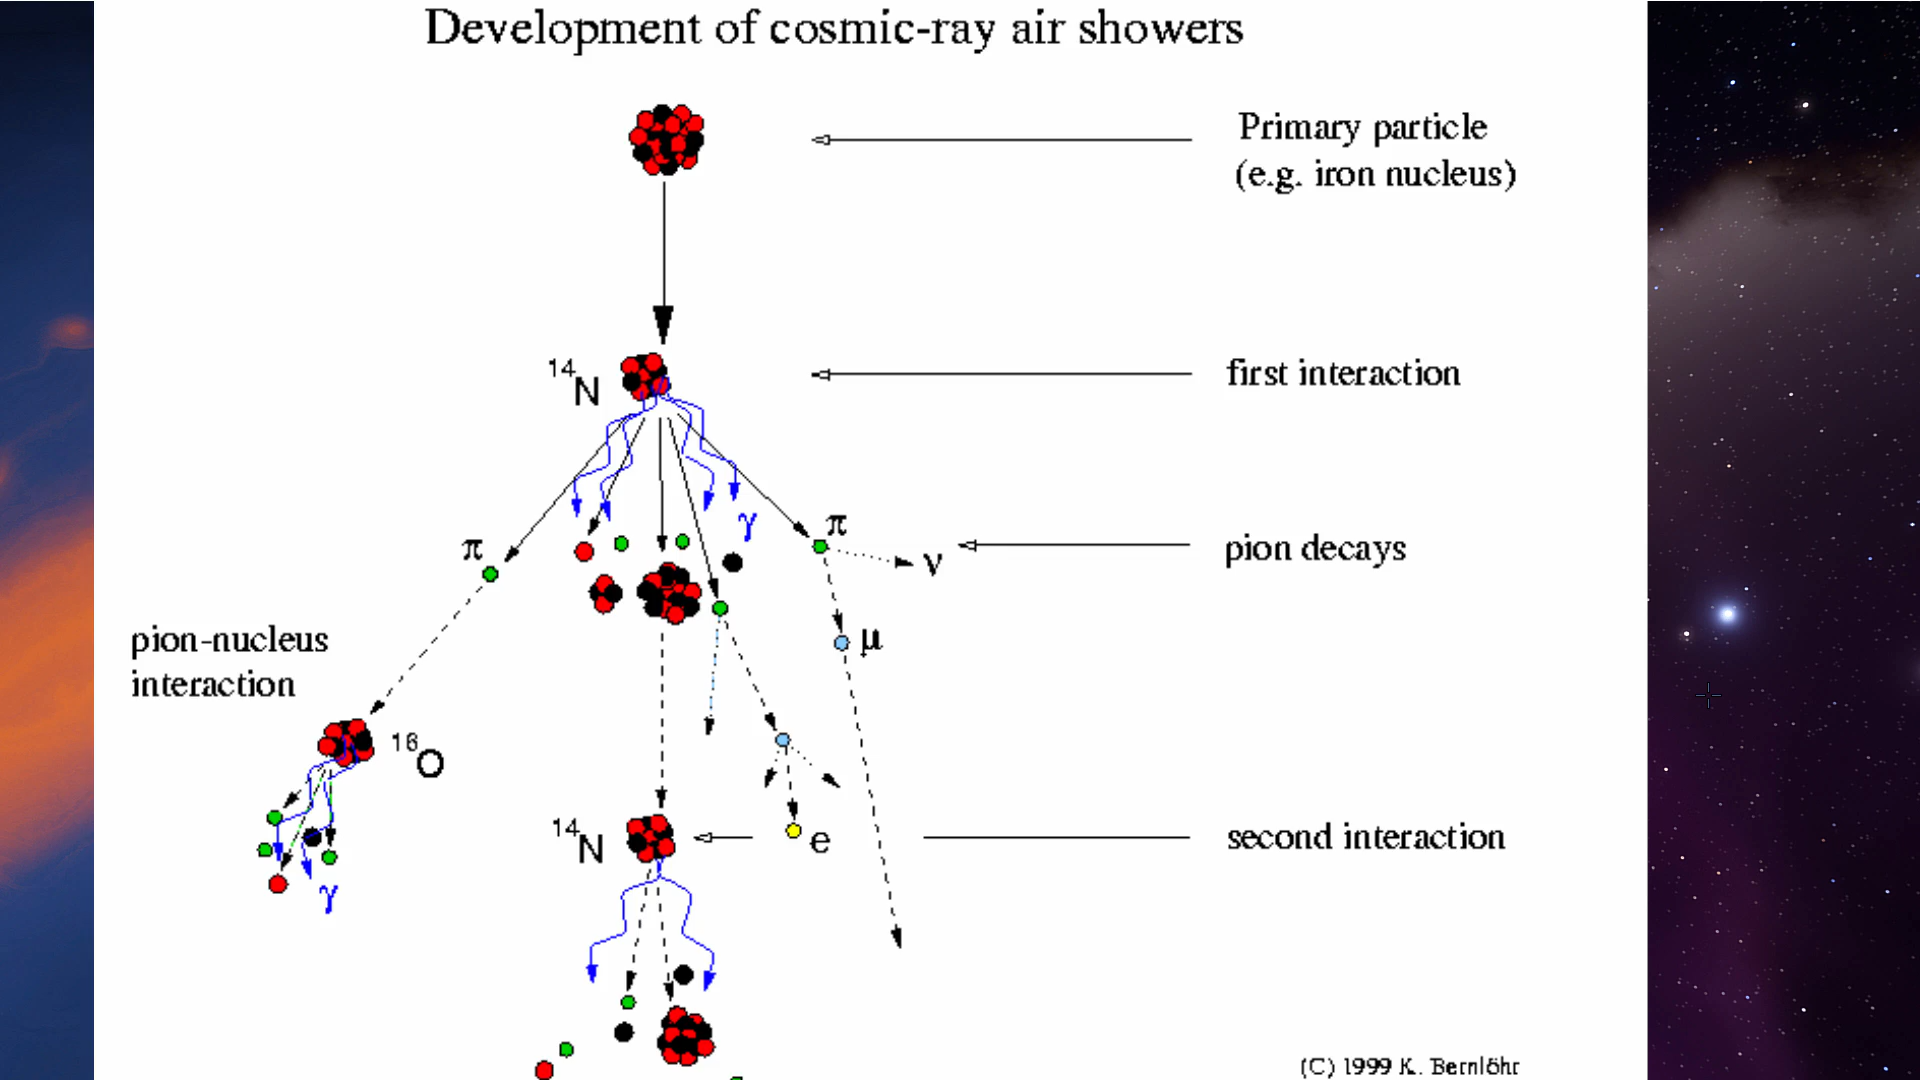 Development of cosmic-ray air showers
Primary particle
(e.g. iron nucleus)
14N
first interaction
γ
π
π
ν
pion decays
pion-nucleus
interaction
μ
16O
14N
e
second interaction
γ
(C) 1999 K. Bernlöhr